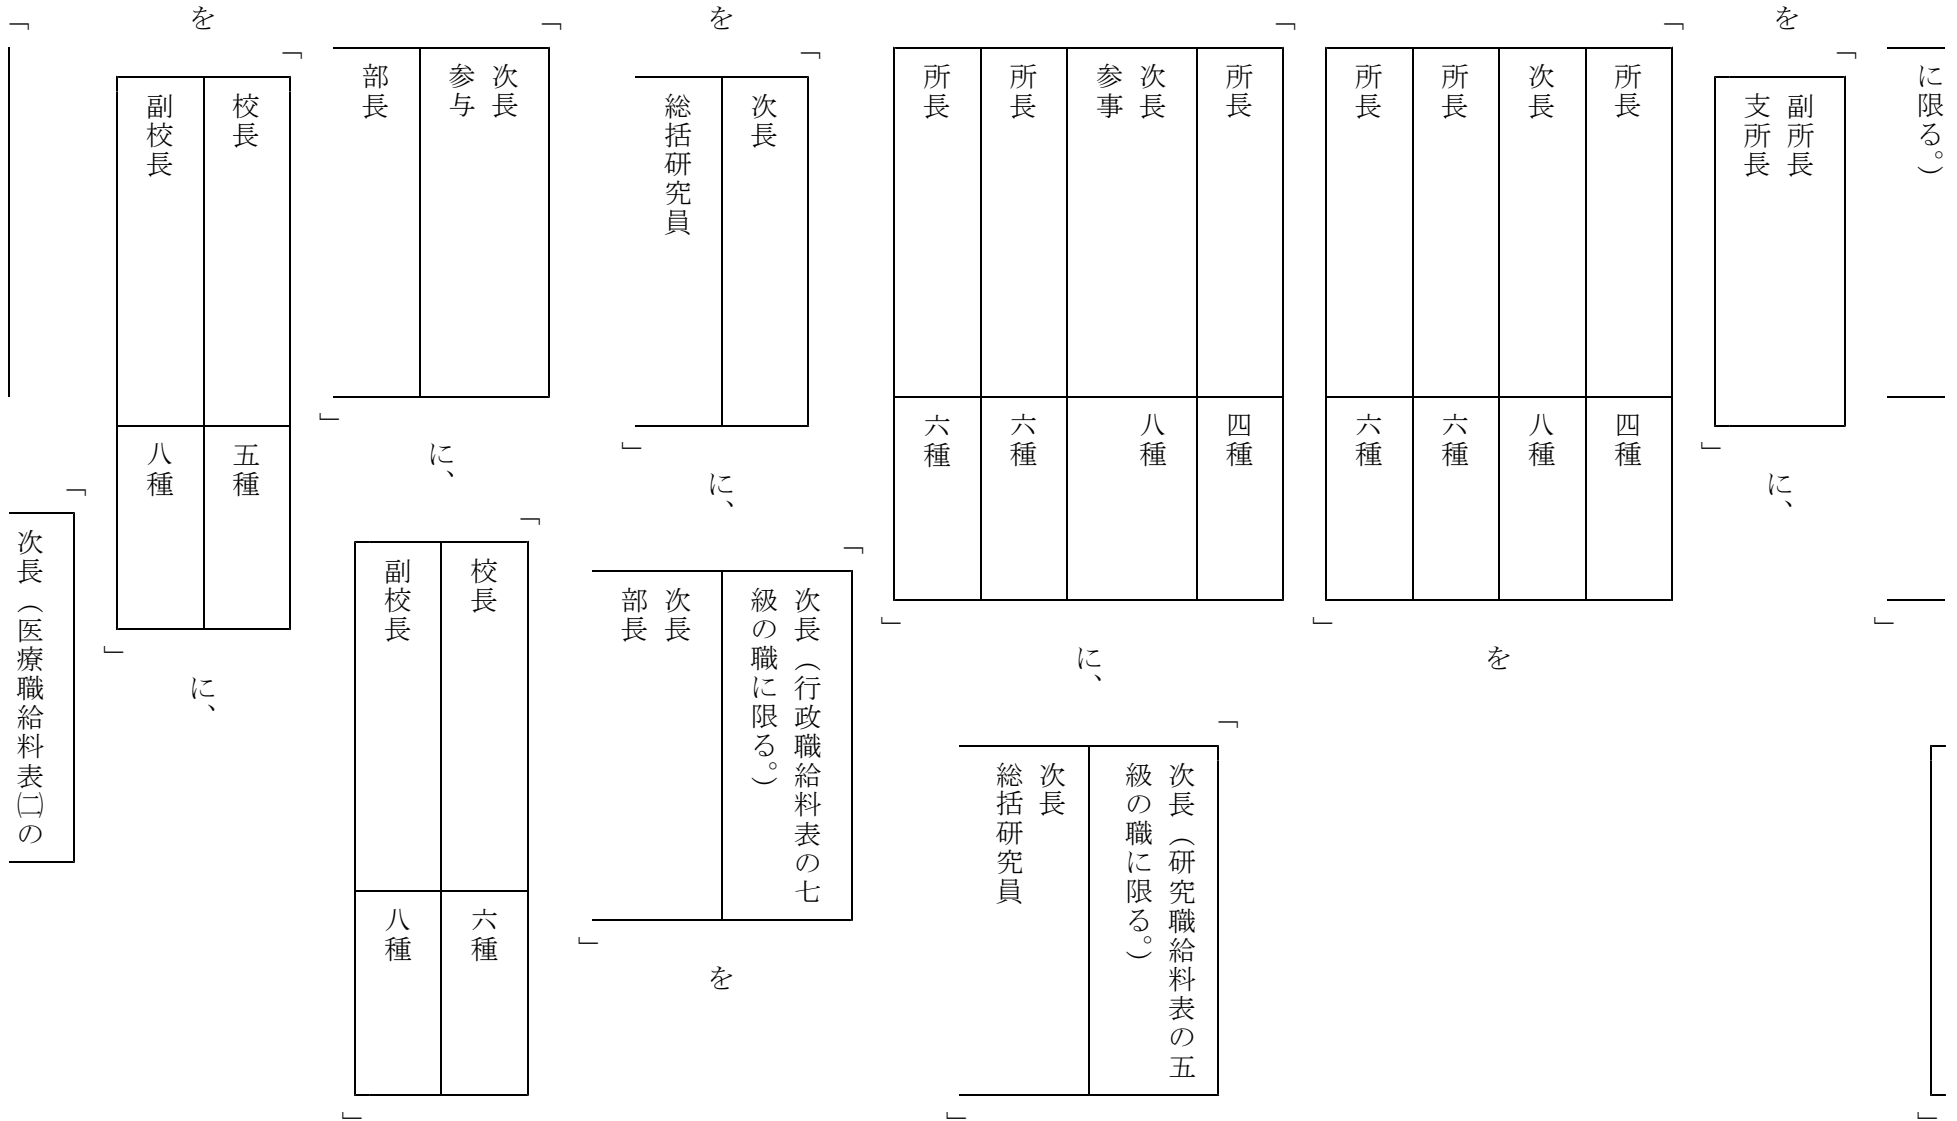 に限る。）
を
副所長
支所長
に、
所長 四種
次長 八種
所長 六種
所長 六種
を
所長 四種
次長 八種
参事
所長 六種
所長 六種
に、
次長（研究職給料表の五
級の職に限る。）
次長
総括研究員
を
次長
総括研究員
に、
次長（行政職給料表の七
級の職に限る。）
次長
部長
を
次長
参与
部長
に、
校長 六種
副校長 八種
を
校長 五種
副校長 八種
に、
次長（医療職給料表㈡の